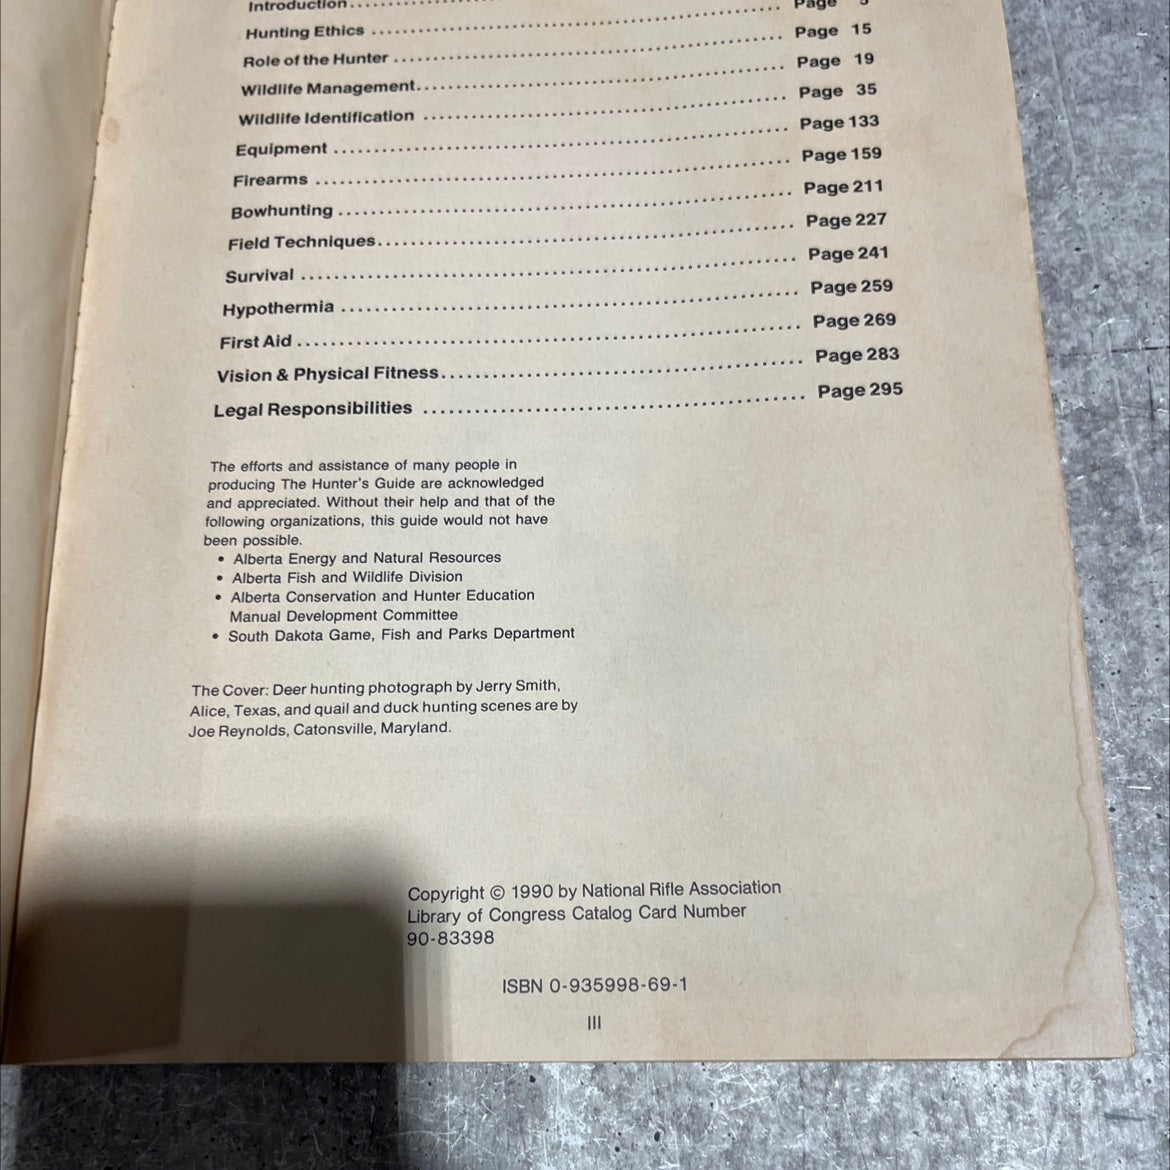 Introduction....
Hunting Ethics .... Page 5
Role of the Hunter .... Page 15
Wildlife Management.... Page 19
Wildlife Identification .... Page 35
Equipment .... Page 133
Firearms .... Page 159
Bowhunting .... Page 211
Field Techniques.... Page 227
Survival .... Page 241
Hypothermia .... Page 259
First Aid .... Page 269
Vision & Physical Fitness.... Page 283
Legal Responsibilities .... Page 295
The efforts and assistance of many people in
producing The Hunter's Guide are acknowledged
and appreciated. Without their help and that of the
following organizations, this guide would not have
been possible.
• Alberta Energy and Natural Resources
• Alberta Fish and Wildlife Division
• Alberta Conservation and Hunter Education
Manual Development Committee
• South Dakota Game, Fish and Parks Department
The Cover: Deer hunting photograph by Jerry Smith,
Alice, Texas, and quail and duck hunting scenes are by
Joe Reynolds, Catonsville, Maryland.
Copyright © 1990 by National Rifle Association
Library of Congress Catalog Card Number
90-83398
ISBN 0-935998-69-1
III